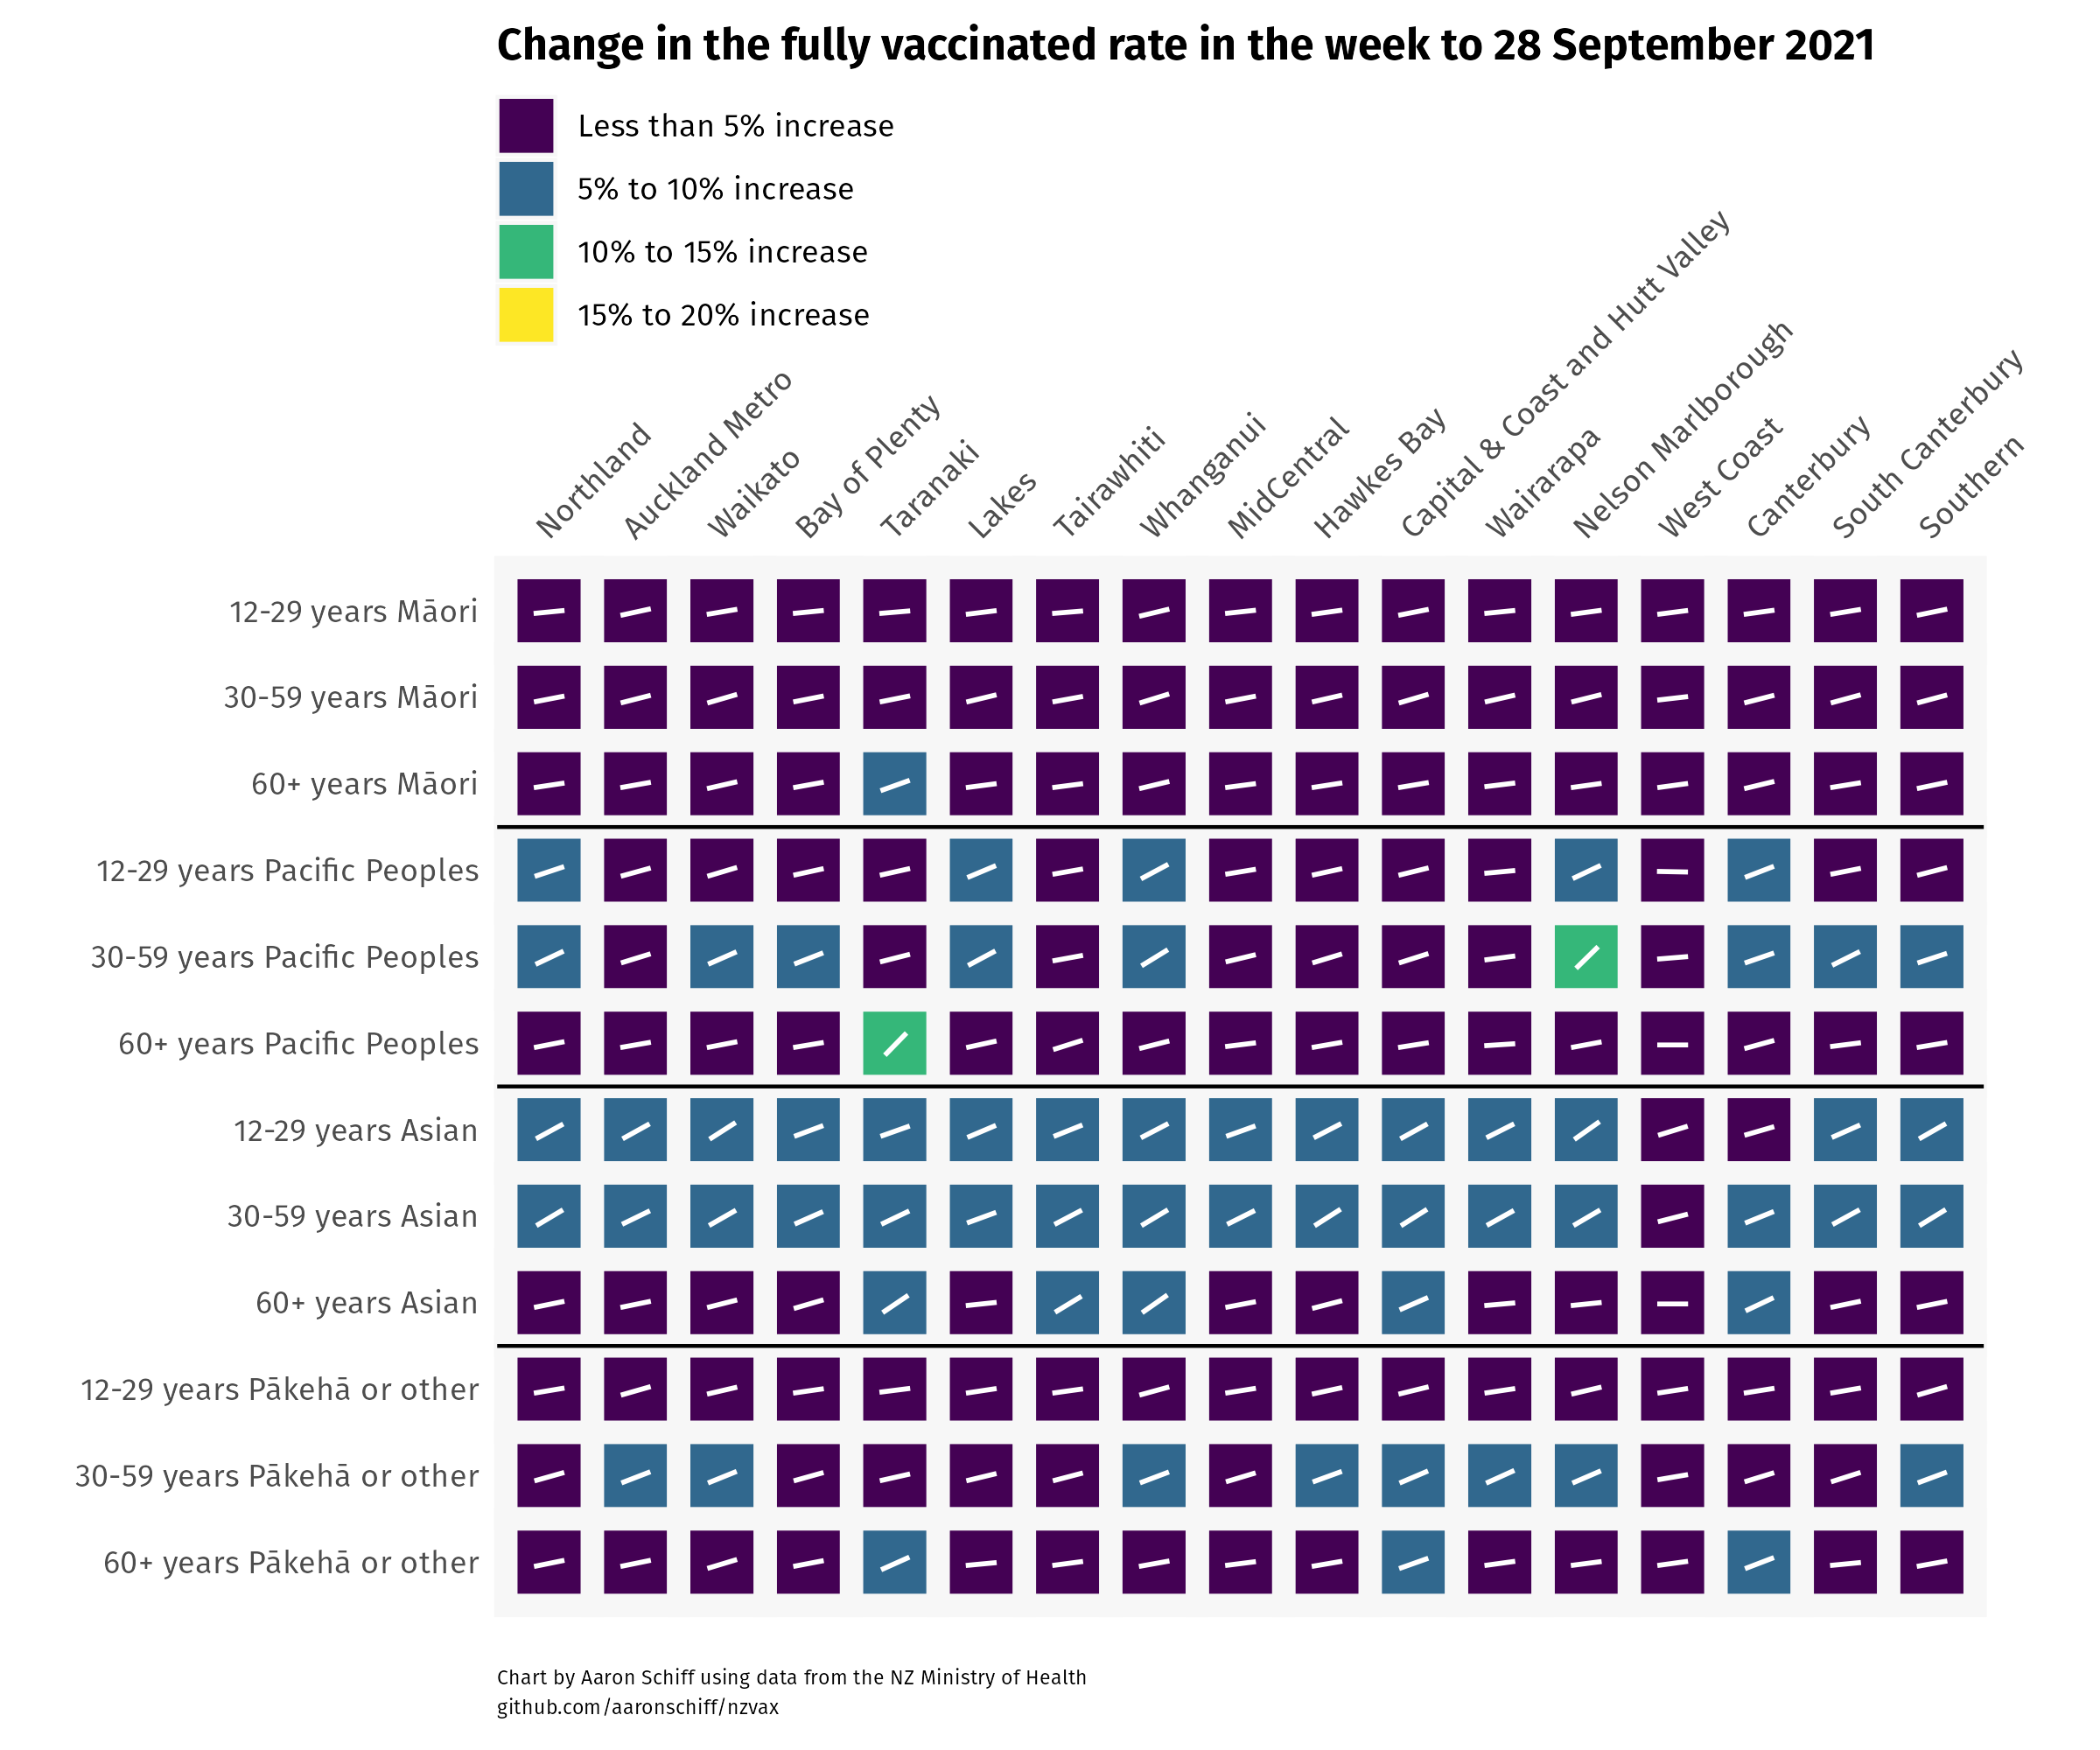 Change in the fully vaccinated rate in the week to 28 September 2021
Less than 5% increase
5% to 10% increase
10% to 15% increase
15% to 20% increase
Northland
Auckland Metro
Waikato
Bay of Plenty
Taranaki
Lakes
Tairawhiti
Whanganui
MidCentral
Hawkes Bay
Capital & Coast and Hutt Valley
Wairarapa
Nelson Marlborough
West Coast
Canterbury
South Canterbury
Southern
12-29 years Māori
30-59 years Māori
60+ years Māori
12-29 years Pacific Peoples
30-59 years Pacific Peoples
60+ years Pacific Peoples
12-29 years Asian
30-59 years Asian
60+ years Asian
12-29 years Pākehā or other
30-59 years Pākehā or other
60+ years Pākehā or other
Chart by Aaron Schiff using data from the NZ Ministry of Health
github.com/aaronschiff/nzvax